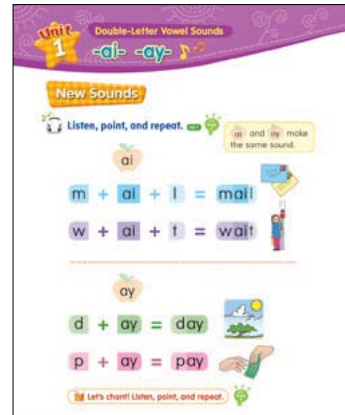 Unit
1
Double-Letter Vowel Sounds
-ai- -ay-
New Sounds
Listen, point, and repeat.
ai and ay make
the same sound.
ai
m + ai + l = mail
w + ai + t = wait
ay
d + ay = day
p + ay = pay
Let's chant! Listen, point, and repeat.